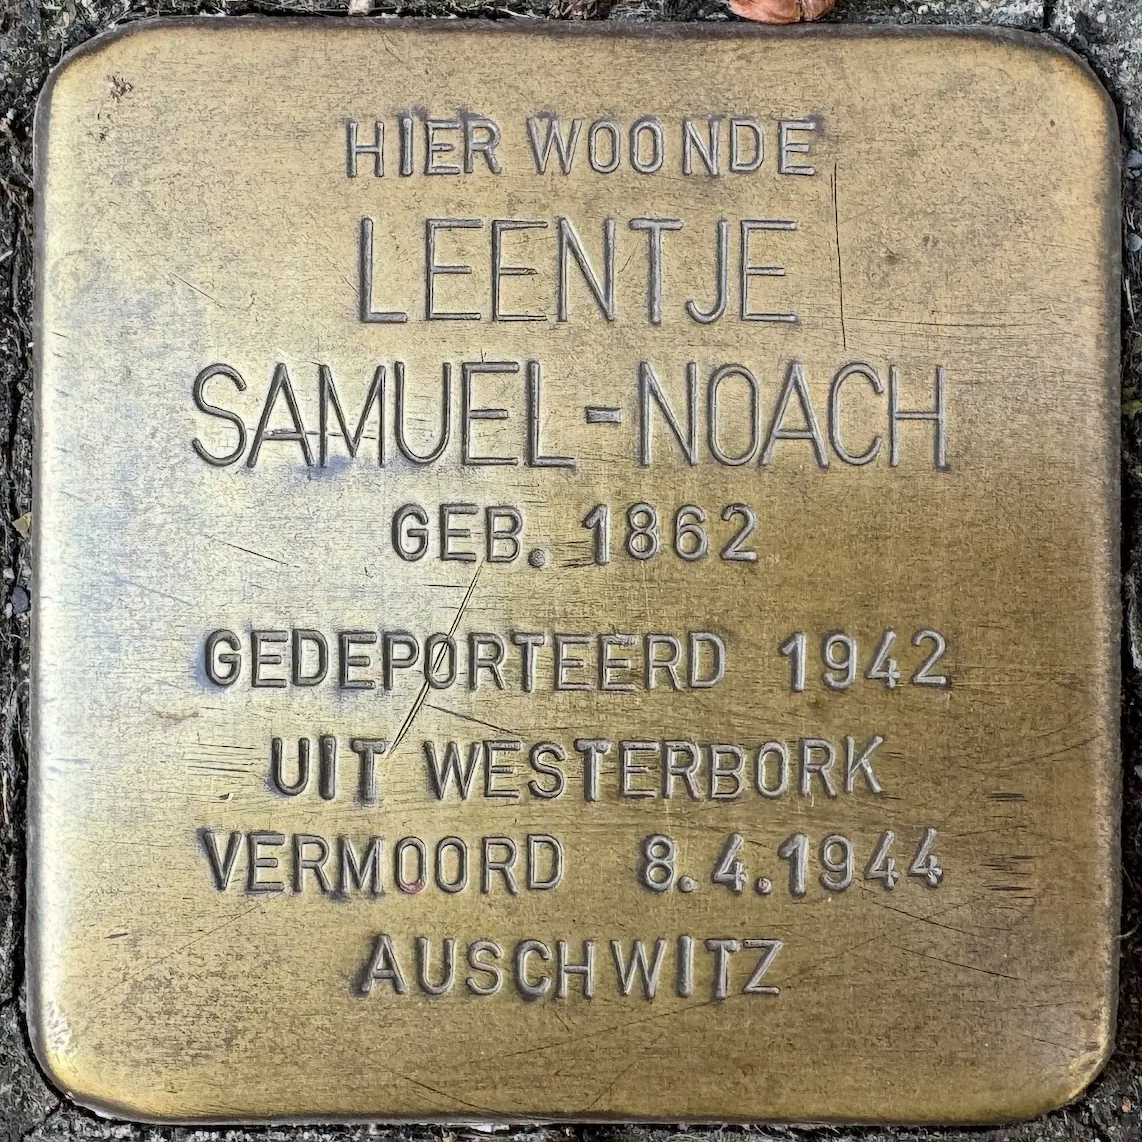 HIER WOONDE
LEENTJE
SAMUEL-NOACH
GEB. 1862
GEDEPORTEERD 1942
UIT WESTERBORK
VERMOORD 8.4.1944
AUSCHWITZ